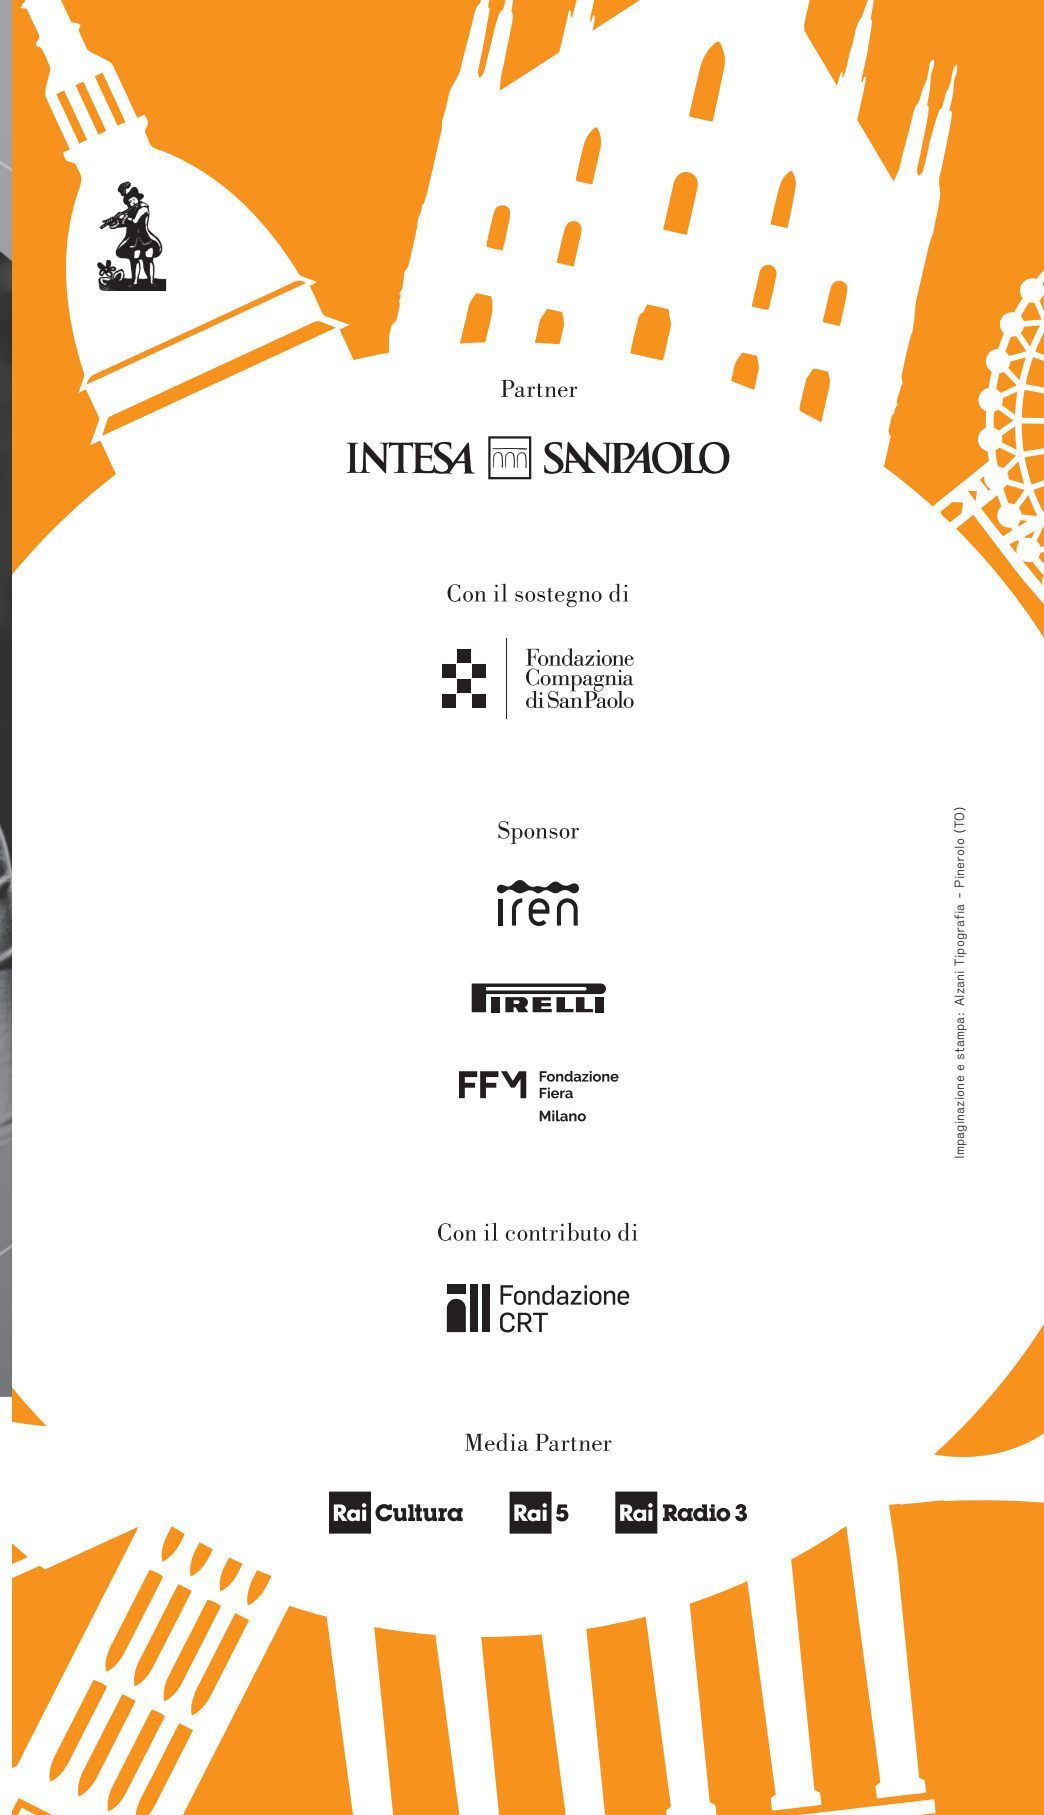 Partner
INTESA SANPAOLO
Con il sostegno di
Fondazione
Compagnia
di San Paolo
Sponsor
iren
PIRELLI
FFM Fondazione
Fiera
Milano
Con il contributo di
Fondazione
CRT
Media Partner
Rai Cultura Rai 5 Rai Radio 3
Impaginazione e stampa: Alzani Tipografia - Pinerolo (TO)